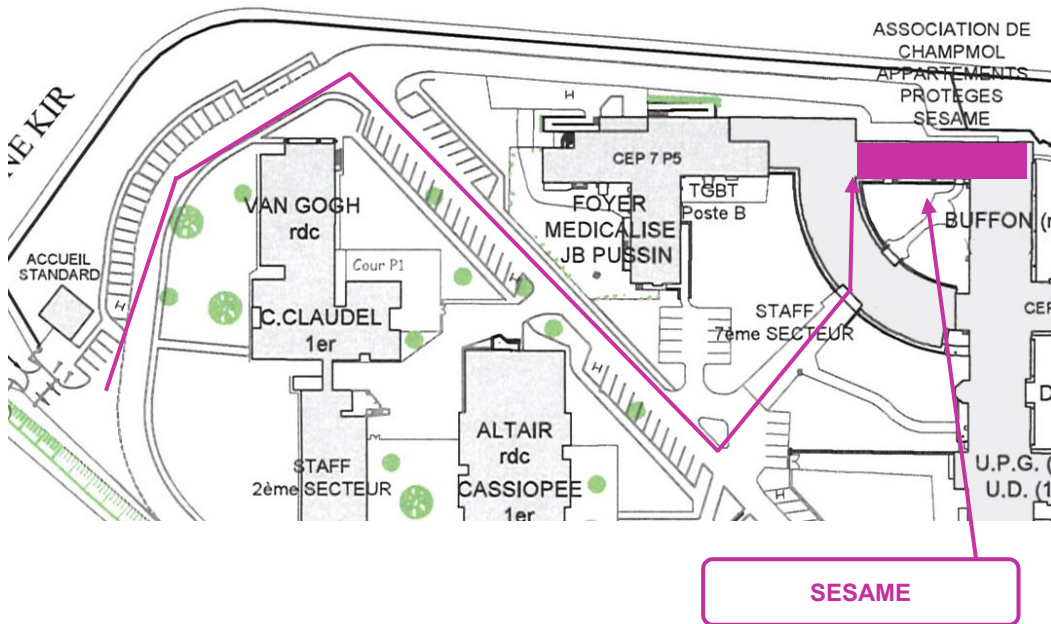 ASSOCIATION DE
CHAMPMOL
APPARTEMENTS
PROTEGES
SESAME
NE KIR
H
CEP 7 P5
TGBT
Poste B
VAN GOGH
rdc
FOYER
MEDICALISE
JB PUSSIN
BUFFON (r
ACCUEIL
STANDARD
Cour P1
H
H
C.CLAUDEL
1er
STAFF
7ème SECTEUR
CEP
H
ALTAIR
rdc
D
STAFF
2ème SECTEUR
CASSIOPEE
1er
U.P.G. (
U.D. (1
H
SESAME